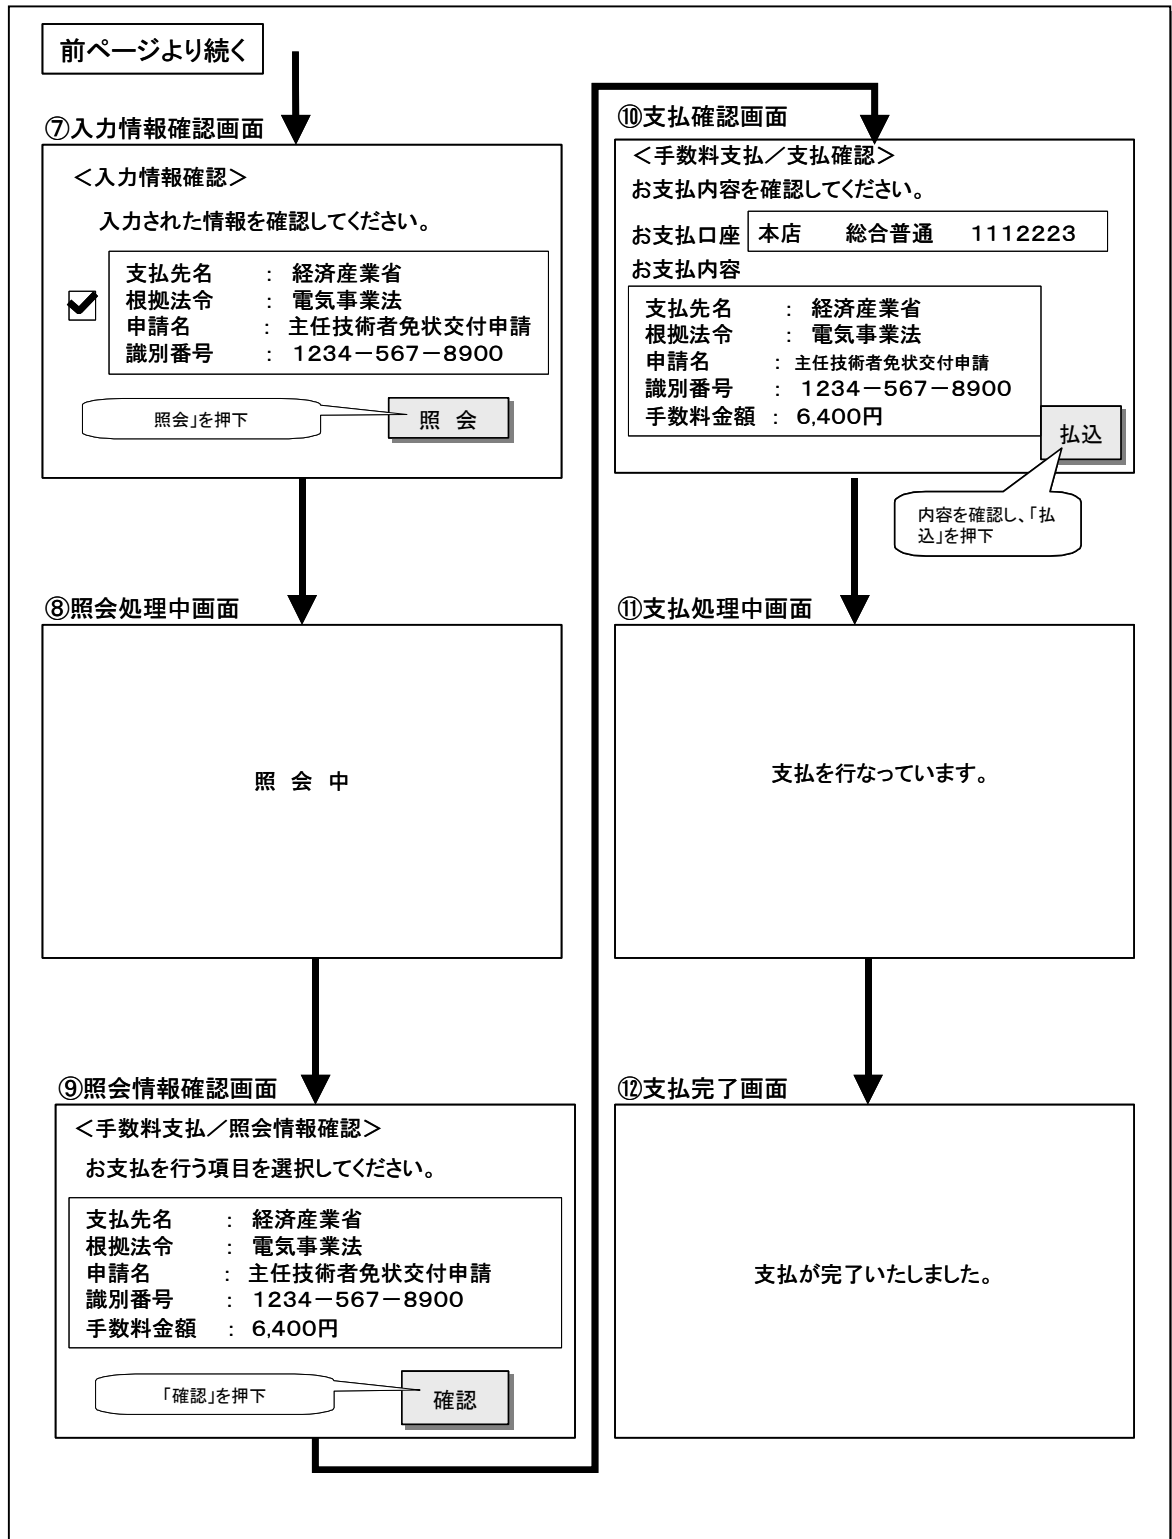 前ページより続く
⑦入力情報確認画面
＜入力情報確認＞
入力された情報を確認してください。
支払先名 ： 経済産業省
根拠法令 ： 電気事業法
申請名 ： 主任技術者免状交付申請
識別番号 ： 1234－567－8900
照会」を押下
照 会
⑧照会処理中画面
照 会 中
⑨照会情報確認画面
＜手数料支払／照会情報確認＞
お支払を行う項目を選択してください。
支払先名 ： 経済産業省
根拠法令 ： 電気事業法
申請名 ： 主任技術者免状交付申請
識別番号 ： 1234－567－8900
手数料金額 ： 6,400円
「確認」を押下
確認
⑩支払確認画面
＜手数料支払／支払確認＞
お支払内容を確認してください。
お支払口座 本店 総合普通 1112223
お支払内容
支払先名 ： 経済産業省
根拠法令 ： 電気事業法
申請名 ： 主任技術者免状交付申請
識別番号 ： 1234－567－8900
手数料金額 ： 6,400円
払込
内容を確認し、「払
込」を押下
⑪支払処理中画面
支払を行なっています。
⑫支払完了画面
支払が完了いたしました。